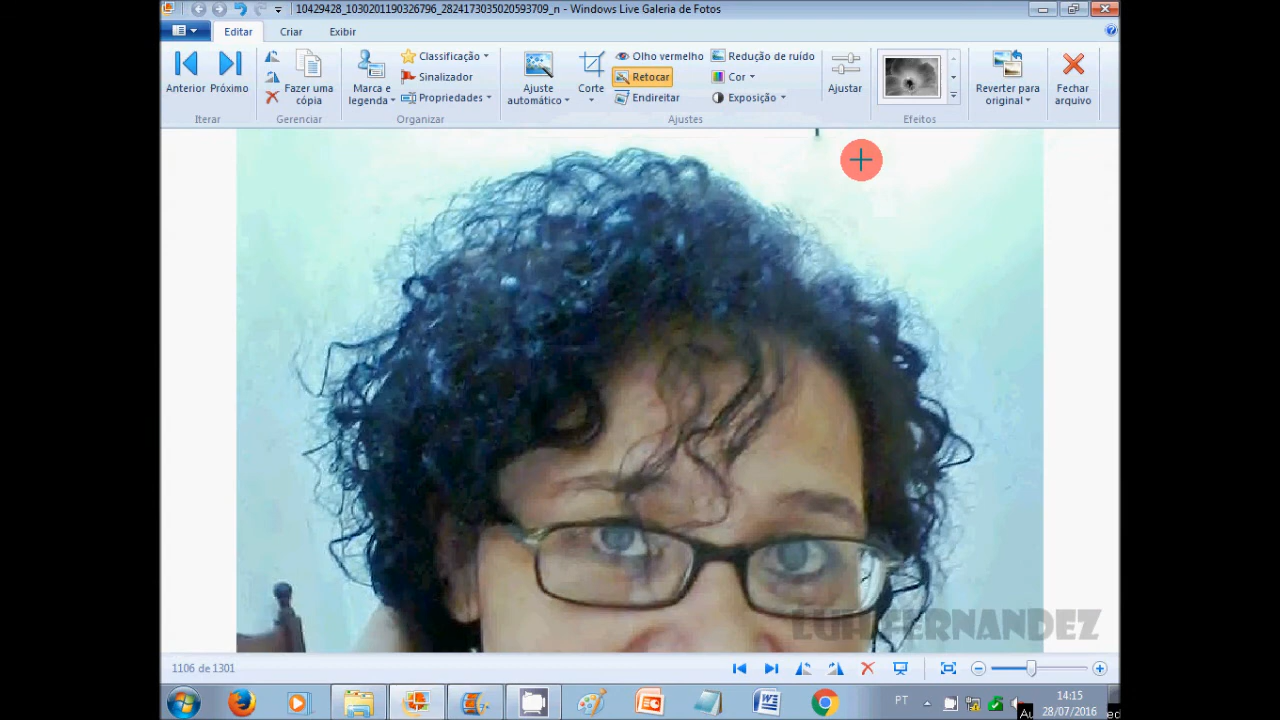 10429428_1030201190326796_2824173035020593709_n - Windows Live Galeria de Fotos
Editar Criar Exibir
Anterior Próximo
Iterar
Fazer uma cópia
Gerenciar
Marca e legenda
Classificação
Sinalizador
Propriedades
Organizar
Ajuste automático
Corte
Olho vermelho
Retocar
Endireitar
Redução de ruído
Cor
Exposição
Ajustes
Ajustar
Efeitos
Reverter para original
Fechar arquivo
FERNANDEZ
1106 de 1301
PT
14:15
28/07/2016